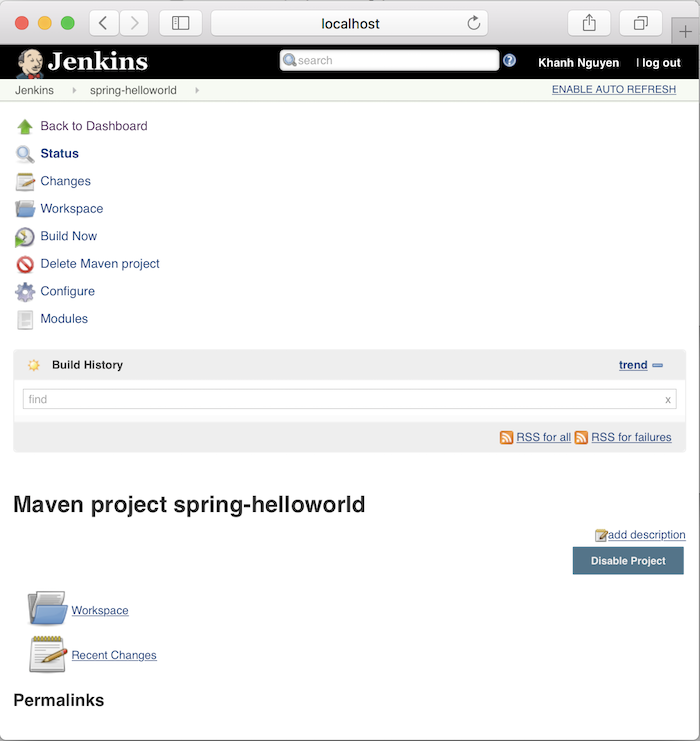 localhost
Jenkins
search
?
Khanh Nguyen
| log out
Jenkins
spring-helloworld
ENABLE AUTO REFRESH
Back to Dashboard
Status
Changes
Workspace
Build Now
Delete Maven project
Configure
Modules
Build History
trend
find
x
RSS for all
RSS for failures
Maven project spring-helloworld
add description
Disable Project
Workspace
Recent Changes
Permalinks